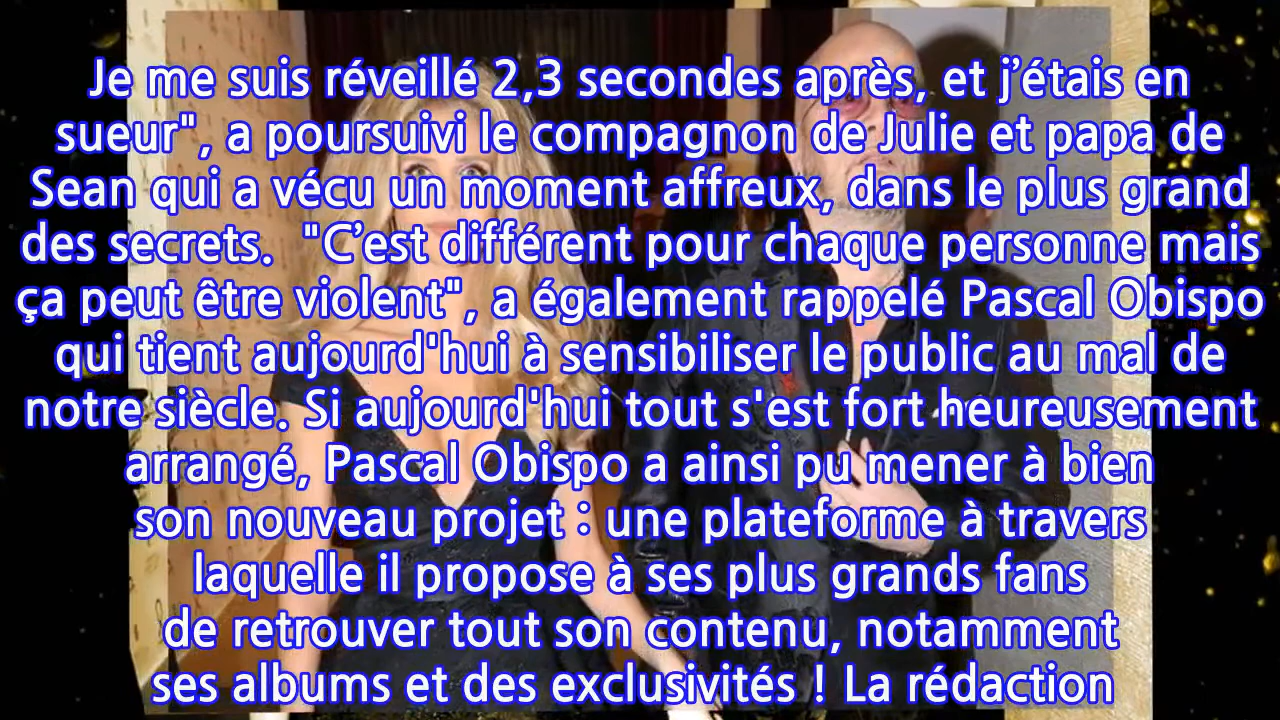 Je me suis réveillé 2,3 secondes après, et j’étais en
sueur", a poursuivi le compagnon de Julie et papa de
Sean qui a vécu un moment affreux, dans le plus grand
des secrets.  "C’est différent pour chaque personne mais
ça peut être violent", a également rappelé Pascal Obispo
qui tient aujourd'hui à sensibiliser le public au mal de
notre siècle. Si aujourd'hui tout s'est fort heureusement
arrangé, Pascal Obispo a ainsi pu mener à bien
son nouveau projet : une plateforme à travers
laquelle il propose à ses plus grands fans
de retrouver tout son contenu, notamment
ses albums et des exclusivités ! La rédaction